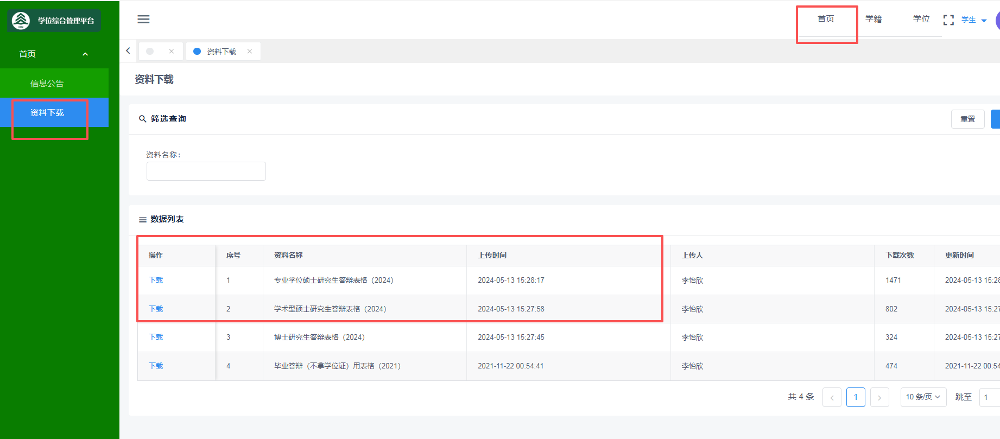 学位综合管理平台
首页 学籍 学位 学生
首页
信息公告
资料下载
资料下载
资料下载
筛选查询
重置
资料名称：
数据列表
操作 序号 资料名称 上传时间 上传人 下载次数 更新时间
下载 1 专业学位硕士研究生答辩表格（2024） 2024-05-13 15:28:17 李怡欣 1471 2024-05-13 15:28
下载 2 学术型硕士研究生答辩表格（2024） 2024-05-13 15:27:58 李怡欣 802 2024-05-13 15:27
下载 3 博士研究生答辩表格（2024） 2024-05-13 15:27:45 李怡欣 324 2024-05-13 15:27
下载 4 毕业答辩（不拿学位证）用表格（2021） 2021-11-22 00:54:41 李怡欣 474 2021-11-22 00:54
共 4 条 1 10 条/页 跳至 1